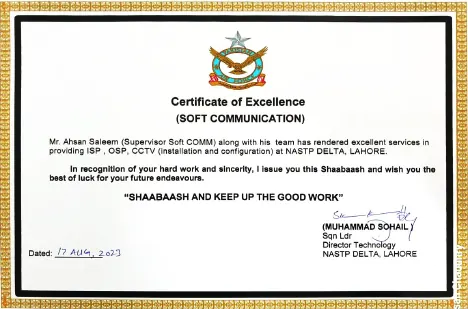 Certificate of Excellence
(SOFT COMMUNICATION)
Mr. Ahsan Saleem (Supervisor Soft COMM) along with his team has rendered excellent services in
providing ISP , OSP, CCTV (Installation and configuration) at NASTP DELTA, LAHORE.
In recognition of your hard work and sincerity, I issue you this Shaabaash and wish you the
best of luck for your future endeavours.
"SHAABAASH AND KEEP UP THE GOOD WORK"
(MUHAMMAD SOHAIL)
Sqn Ldr
Director Technology
Dated: 17 AUG, 2023
NASTP DELTA, LAHORE